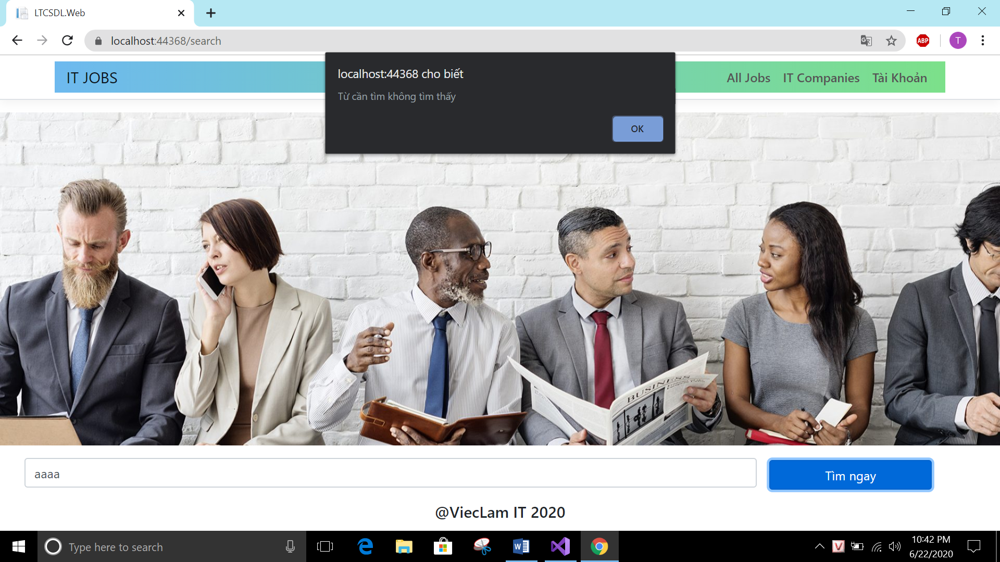 LTCSDL.Web
localhost:44368/search
ABP
T
IT JOBS
All Jobs IT Companies Tài Khoản
localhost:44368 cho biết
Từ cần tìm không tìm thấy
OK
BUSINESS
aaaa
Tìm ngay
@ViecLam IT 2020
Type here to search
10:42 PM
6/22/2020